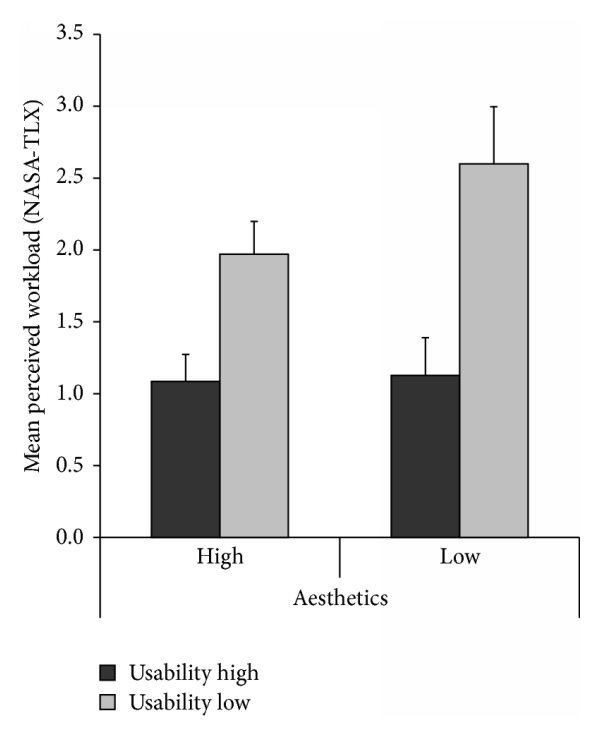 Mean perceived workload (NASA-TLX)
3.5
3.0
2.5
2.0
1.5
1.0
0.5
0.0
High
Low
Aesthetics
Usability high
Usability low